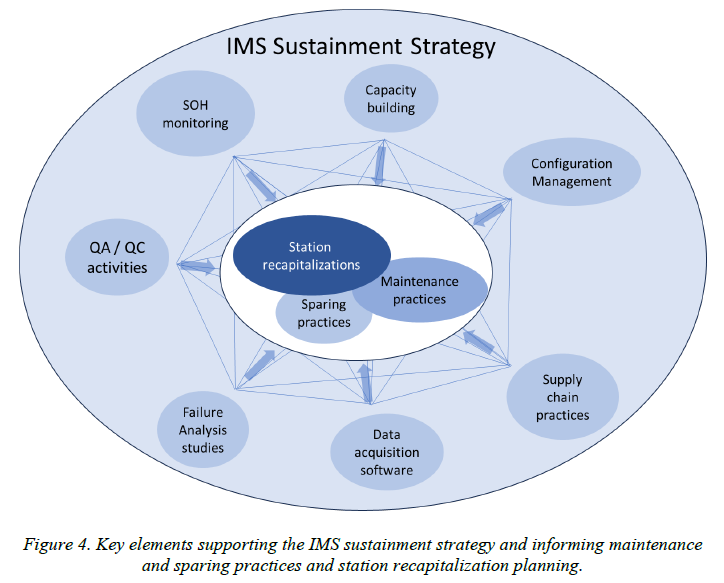 IMS Sustainment Strategy
SOH
monitoring
Capacity
building
Configuration
Management
QA / QC
activities
Station
recapitalizations
Maintenance
practices
Sparing
practices
Supply
chain
practices
Failure
Analysis
studies
Data
acquisition
software
Figure 4. Key elements supporting the IMS sustainment strategy and informing maintenance
and sparing practices and station recapitalization planning.